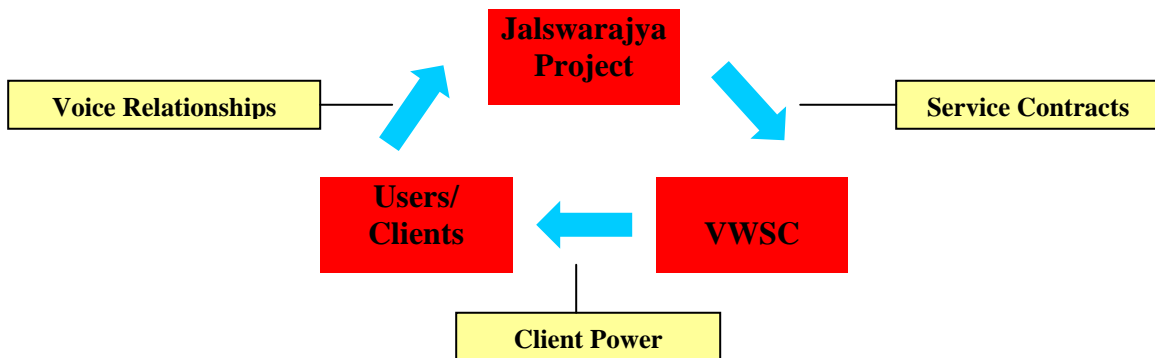 Jalswarajya
Project
Voice Relationships
Service Contracts
Users/
Clients
VWSC
Client Power